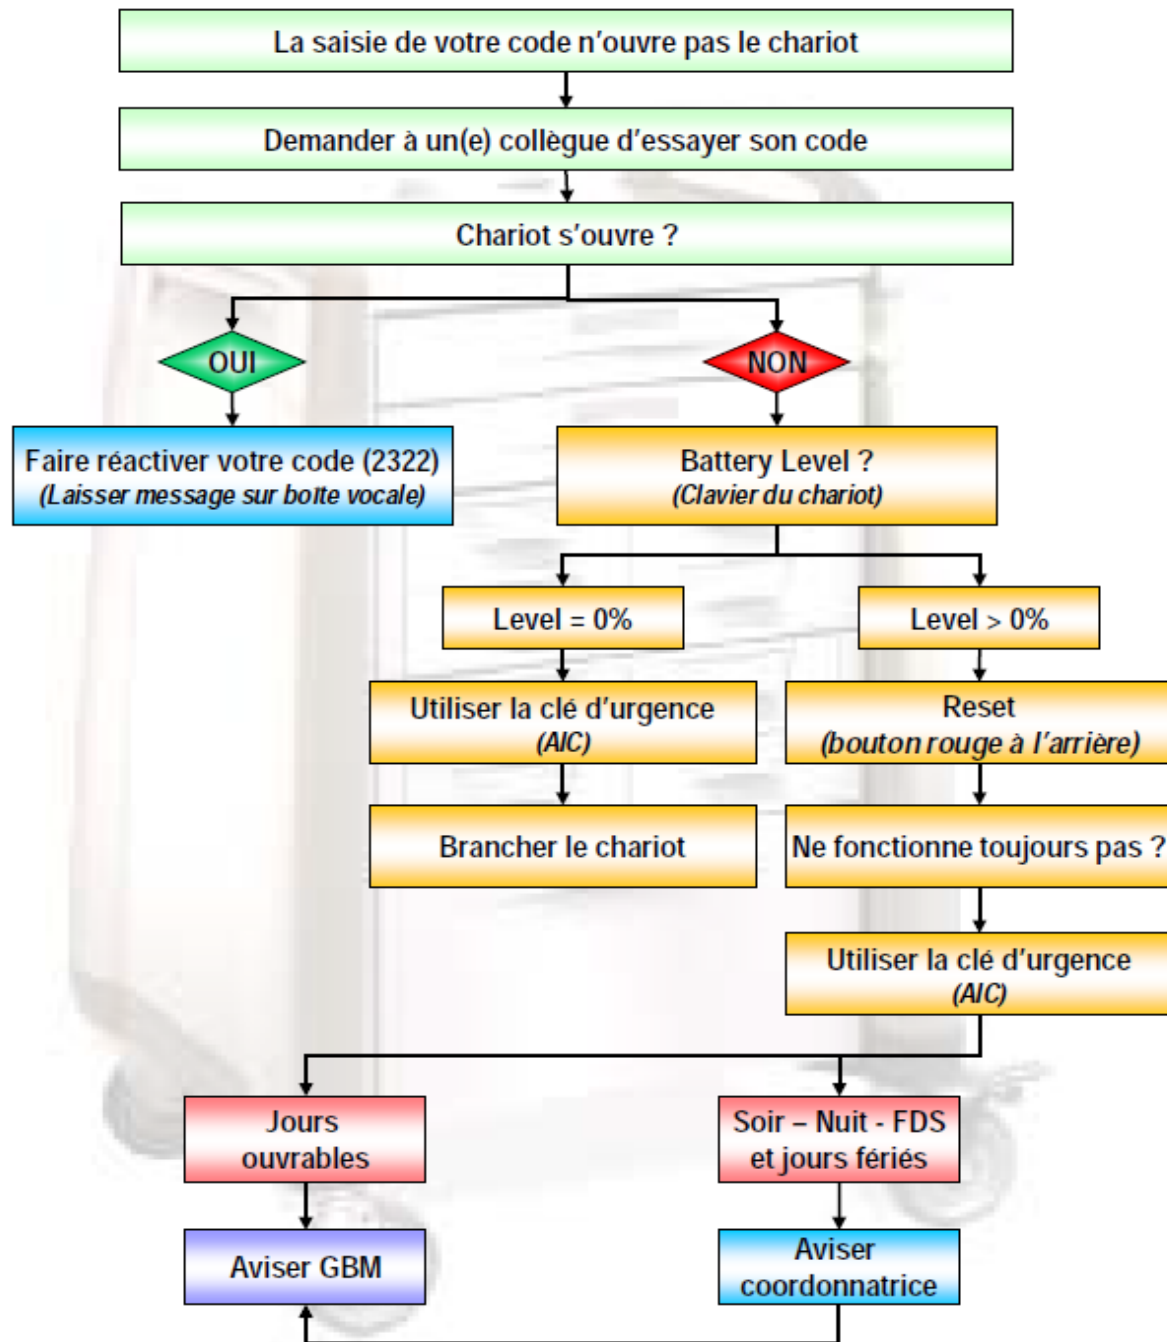 La saisie de votre code n'ouvre pas le chariot
Demander à un(e) collègue d'essayer son code
Chariot s'ouvre ?
OUI
NON
Faire réactiver votre code (2322)
(Laisser message sur boîte vocale)
Battery Level ?
(Clavier du chariot)
Level = 0%
Level > 0%
Utiliser la clé d'urgence
(AIC)
Reset
(bouton rouge à l'arrière)
Brancher le chariot
Ne fonctionne toujours pas ?
Utiliser la clé d'urgence
(AIC)
Jours
ouvrables
Soir – Nuit - FDS
et jours fériés
Aviser GBM
Aviser
coordonnatrice